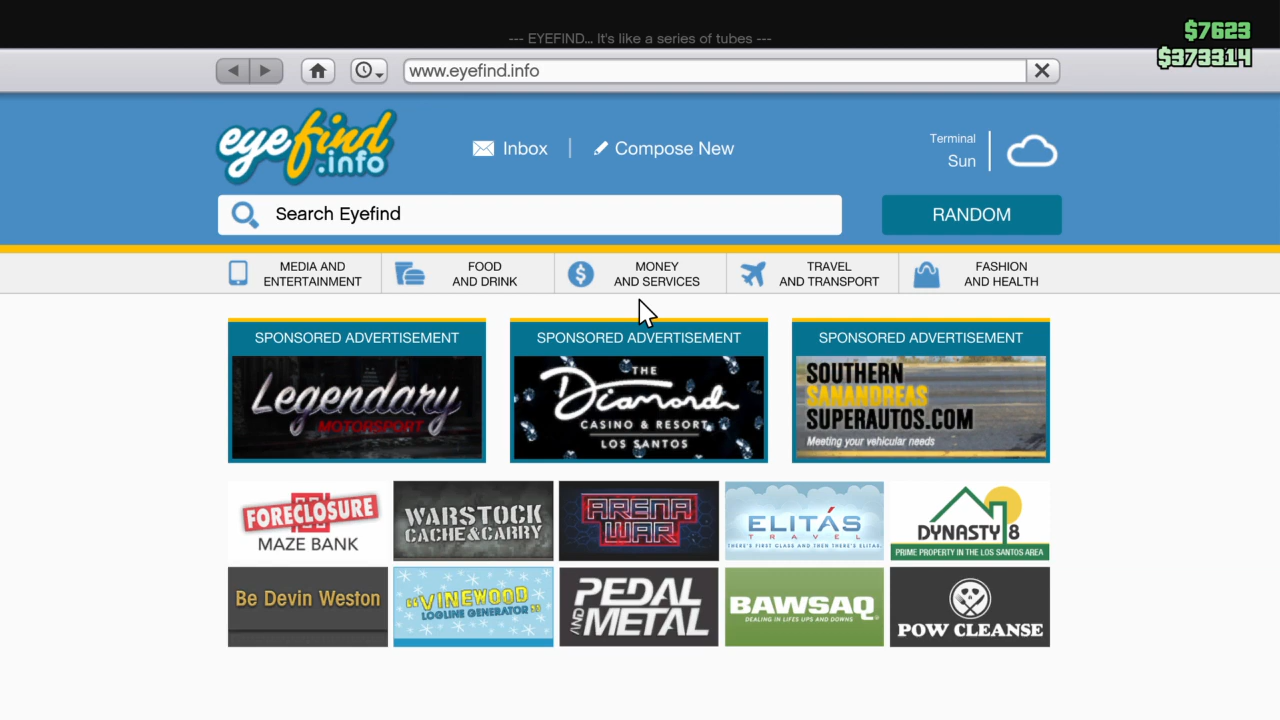 --- EYEFIND... It's like a series of tubes ---
$7623
$373314
www.eyefind.info
eyefind
.info
Inbox
Compose New
Terminal
Sun
Search Eyefind
RANDOM
MEDIA AND
ENTERTAINMENT
FOOD
AND DRINK
MONEY
AND SERVICES
TRAVEL
AND TRANSPORT
FASHION
AND HEALTH
SPONSORED ADVERTISEMENT
Legendary
MOTORSPORT
SPONSORED ADVERTISEMENT
THE
Diamond
CASINO & RESORT
LOS SANTOS
SPONSORED ADVERTISEMENT
SOUTHERN
SANANDREAS
SUPERAUTOS.COM
Meeting your vehicular needs
FORECLOSURE
MAZE BANK
WARSTOCK
CACHE&CARRY
ARENA
WAR
ELITÁS
TRAVEL
THERE'S FIRST CLASS AND THEN THERE'S ELITAS.
DYNASTY 8
PRIME PROPERTY IN THE LOS SANTOS AREA
Be Devin Weston
"VINEWOOD
LOGLINE GENERATOR"
PEDAL
AND METAL
BAWSAQ
DEALING IN LIFES UPS AND DOWNS
POW CLEANSE